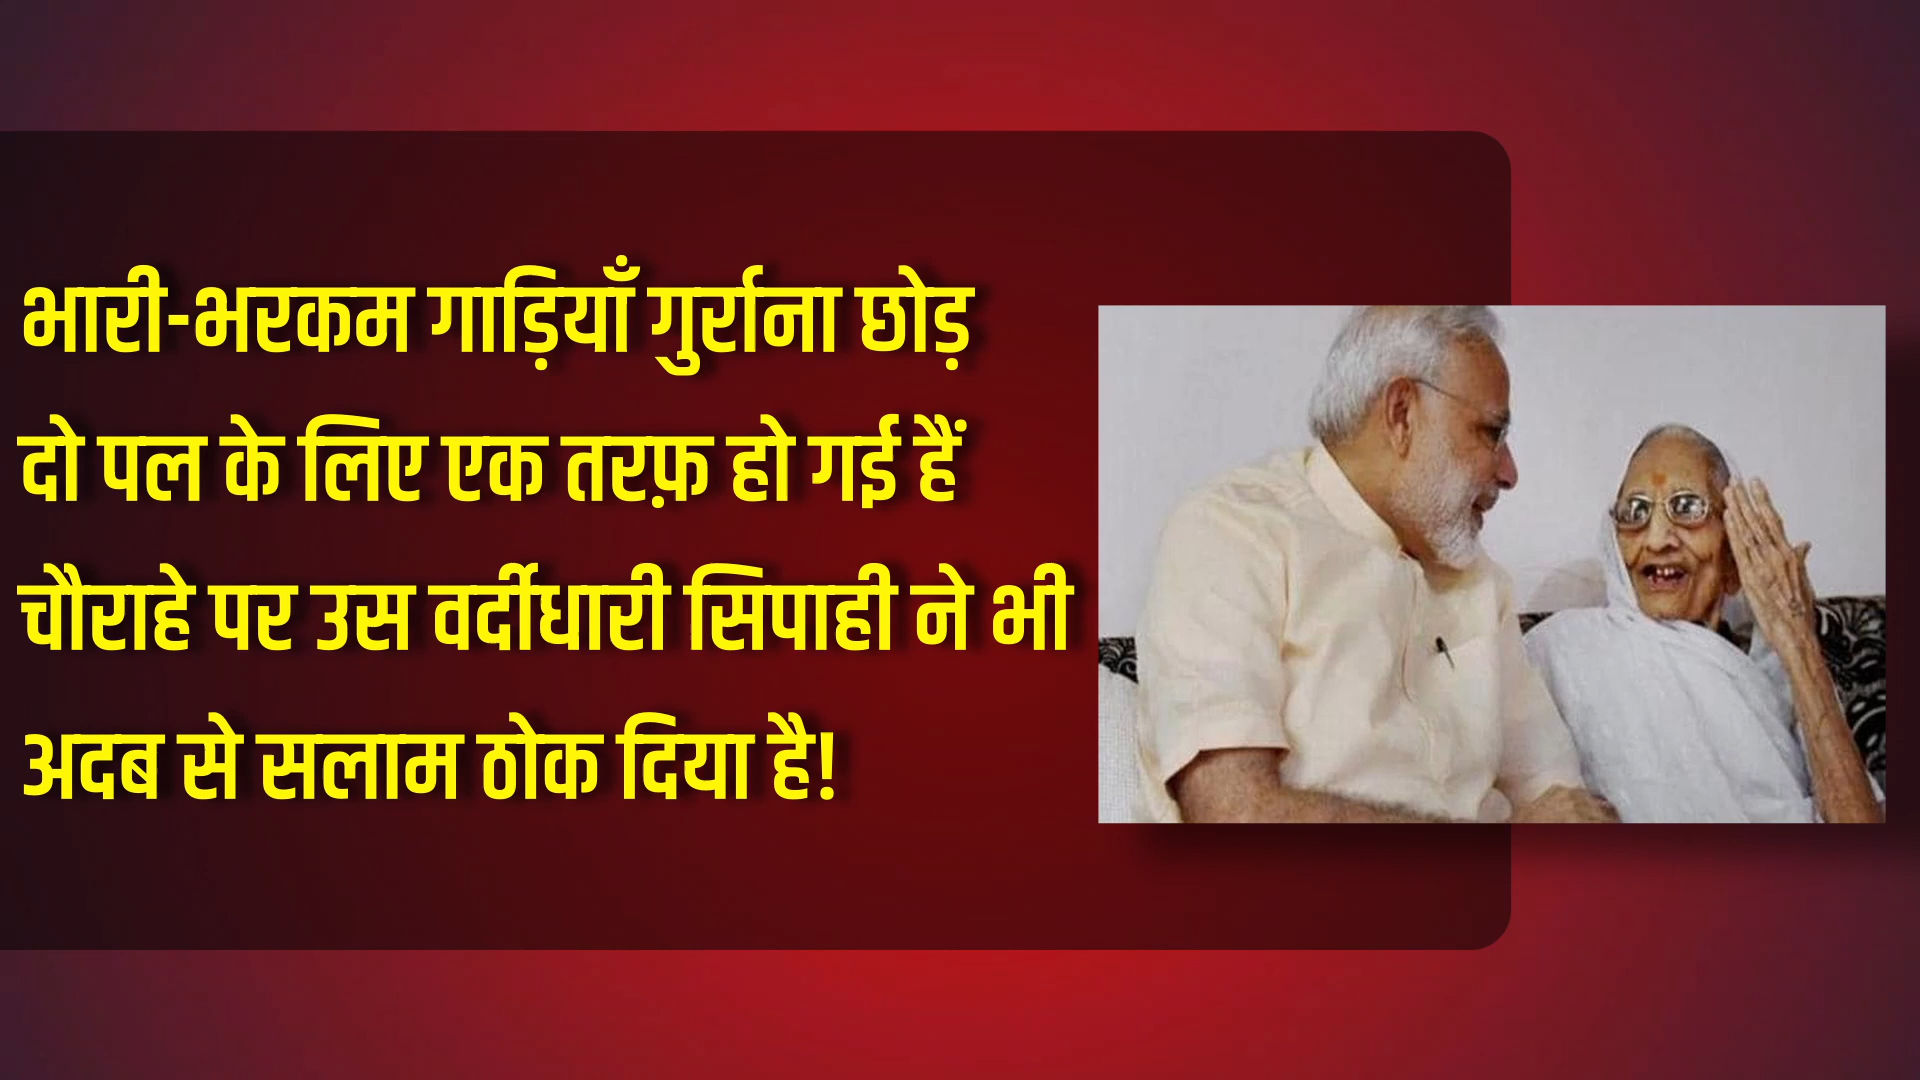 भारी-भरकम गाड़ियाँ गुर्राना छोड़
दो पल के लिए एक तरफ़ हो गई हैं
चौराहे पर उस वर्दीधारी सिपाही ने भी
अदब से सलाम ठोक दिया है!